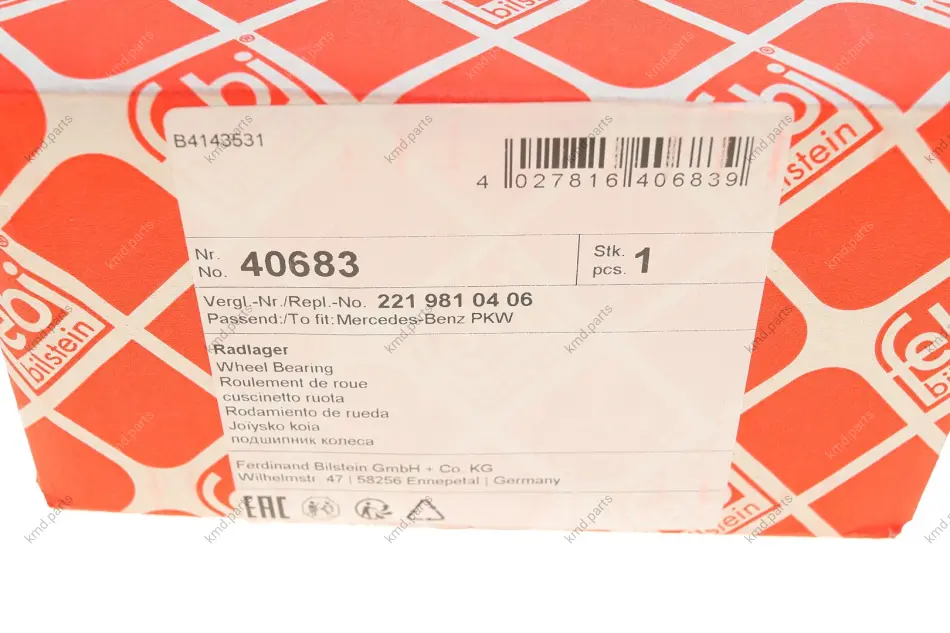 B4143531
4 027816 406839
Nr.
No. 40683
Stk.
pcs. 1
Vergl.-Nr./Repl.-No. 221 981 04 06
Passend:/To fit:Mercedes-Benz PKW
Radlager
Wheel Bearing
Roulement de roue
cuscinetto ruota
Rodamiento de rueda
Łoiysko koia
подшипник колеса
Ferdinand Bilstein GmbH + Co. KG
Wilhelmstr. 47 | 58256 Ennepetal | Germany
EAC
febi
bilstein
kmd.parts